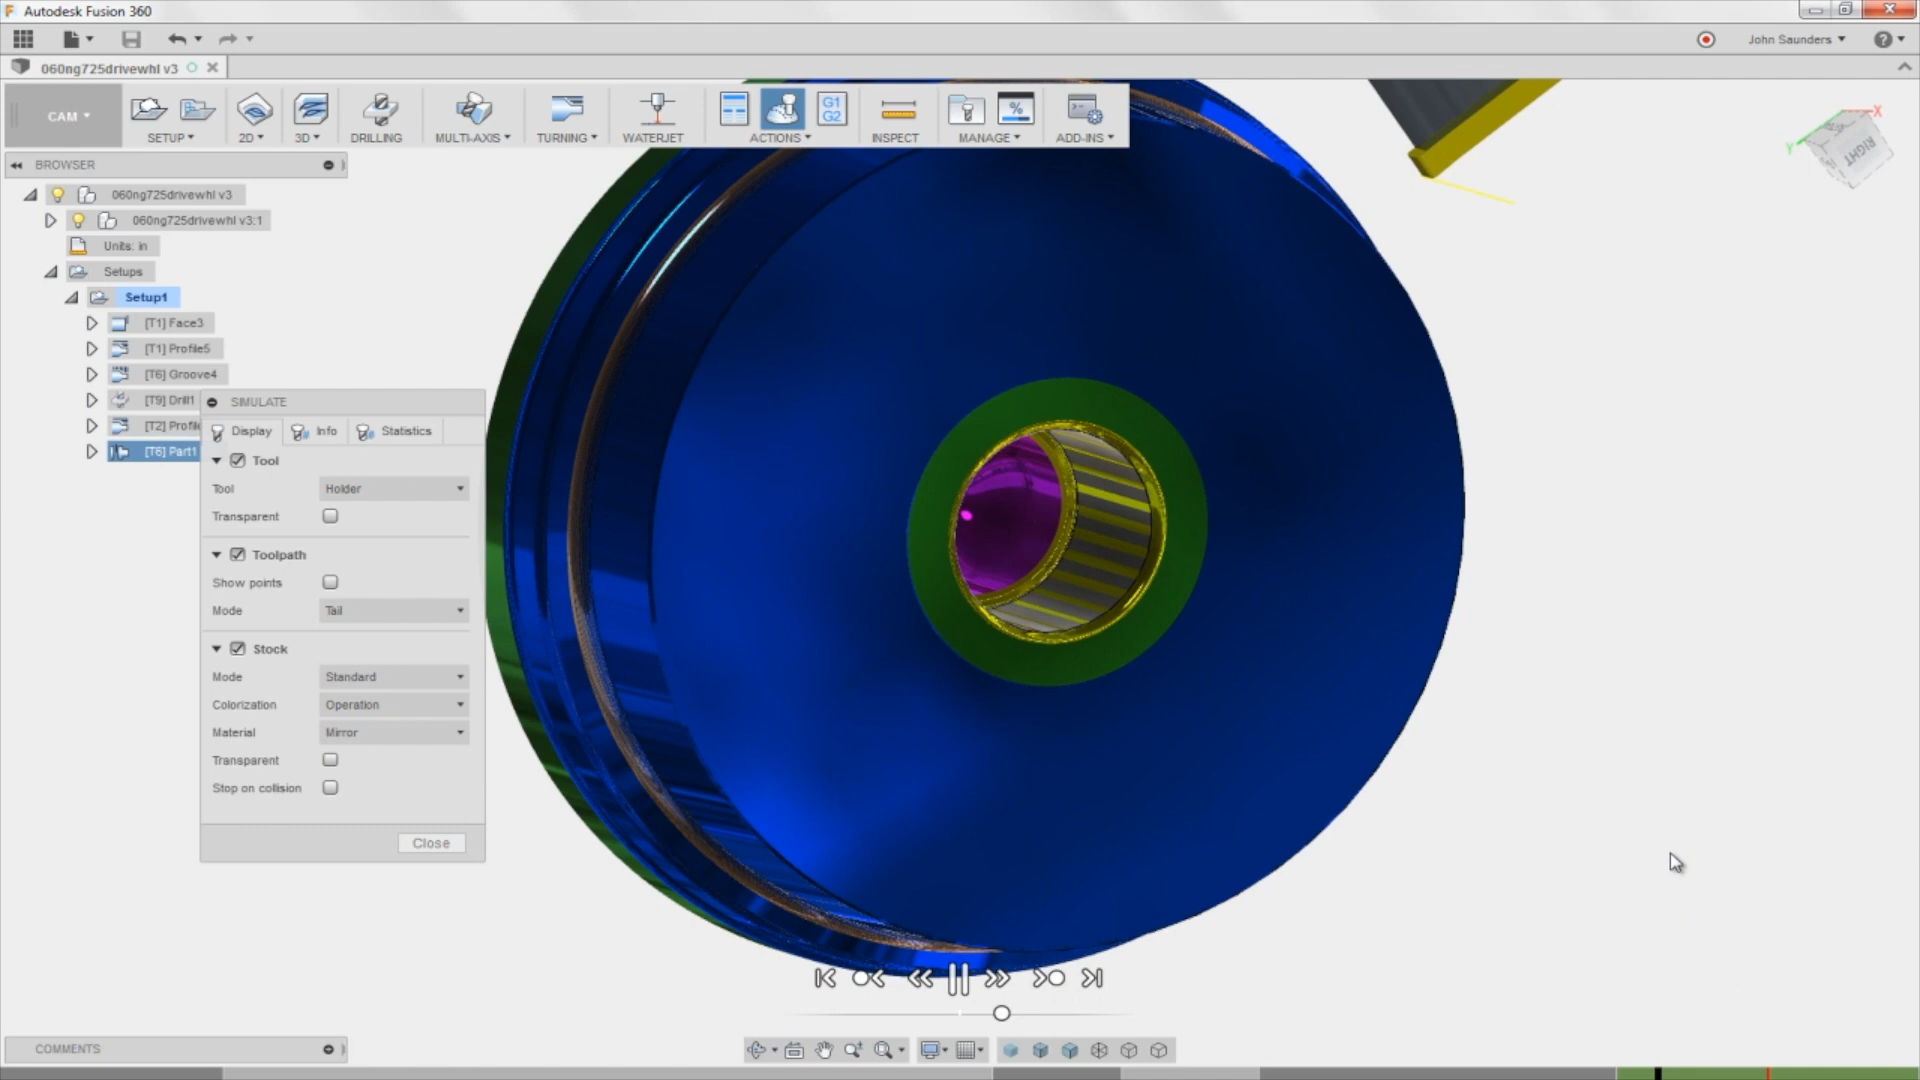 Autodesk Fusion 360
John Saunders
060ng725drivewhl v3
CAM
SETUP
2D
3D
DRILLING
MULTI-AXIS
TURNING
WATERJET
G1
G2
ACTIONS
INSPECT
%
MANAGE
ADD-INS
X
Y
RIGHT
BROWSER
060ng725drivewhl v3
060ng725drivewhl v3:1
Units: in
Setups
Setup1
[T1] Face3
[T1] Profile5
[T6] Groove4
[T9] Drill1
[T2] Profile
[T6] Part1
SIMULATE
Display
Info
Statistics
Tool
Tool
Holder
Transparent
Toolpath
Show points
Mode
Tail
Stock
Mode
Standard
Colorization
Operation
Material
Mirror
Transparent
Stop on collision
Close
COMMENTS